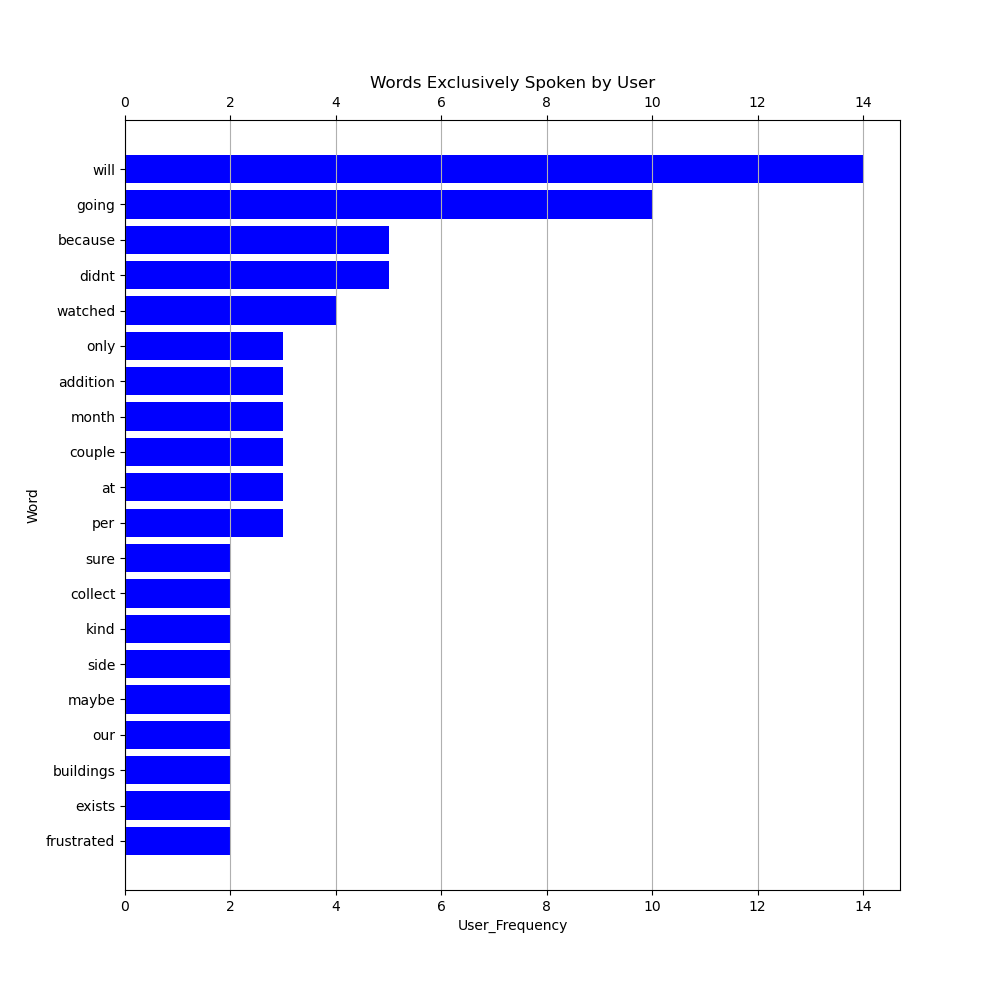 Words Exclusively Spoken by User
0 2 4 6 8 10 12 14
will
going
because
didnt
watched
only
addition
month
couple
at
per
sure
collect
kind
side
maybe
our
buildings
exists
frustrated
Word
0 2 4 6 8 10 12 14
User_Frequency